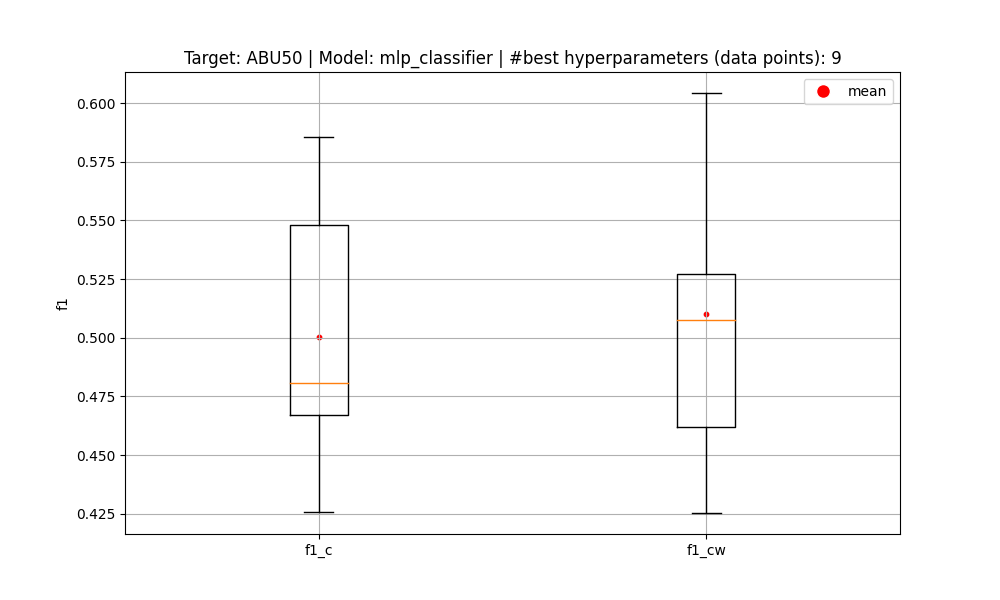 Target: ABU50 | Model: mlp_classifier | #best hyperparameters (data points): 9
mean
0.600
0.575
0.550
0.525
0.500
0.475
0.450
0.425
f1
f1_c
f1_cw